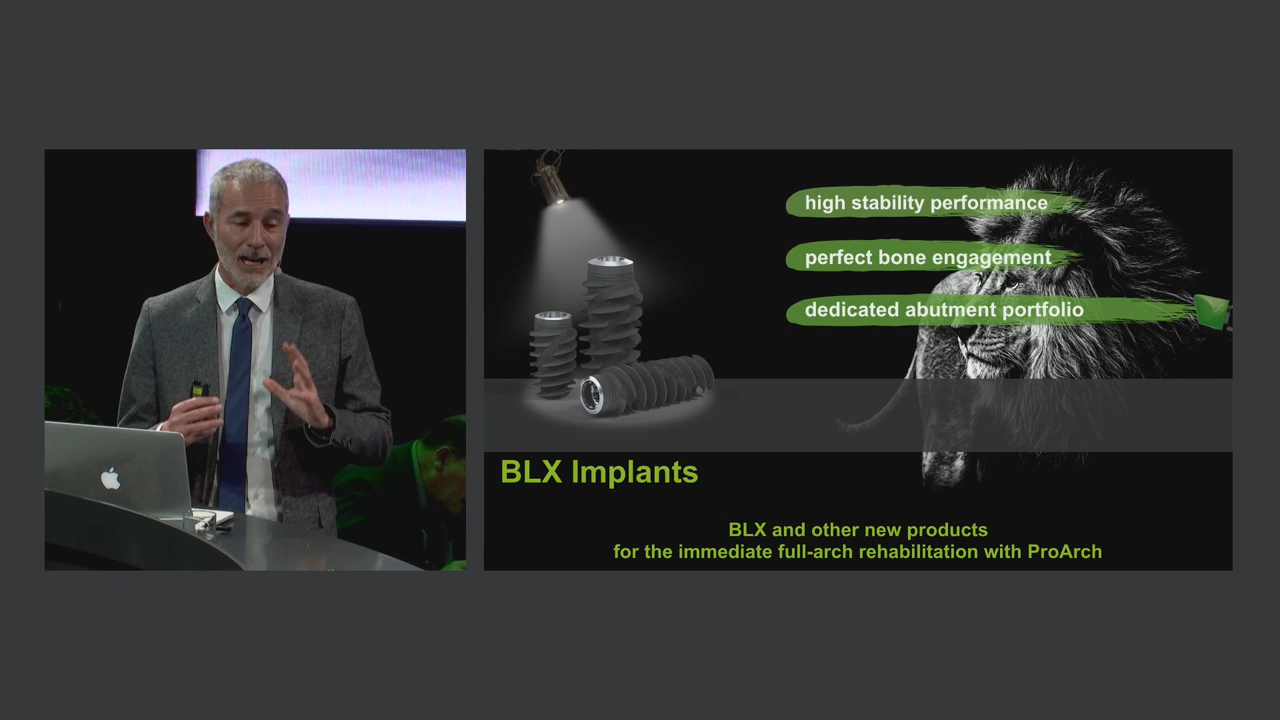 high stability performance
perfect bone engagement
dedicated abutment portfolio
BLX Implants
BLX and other new products
for the immediate full-arch rehabilitation with ProArch